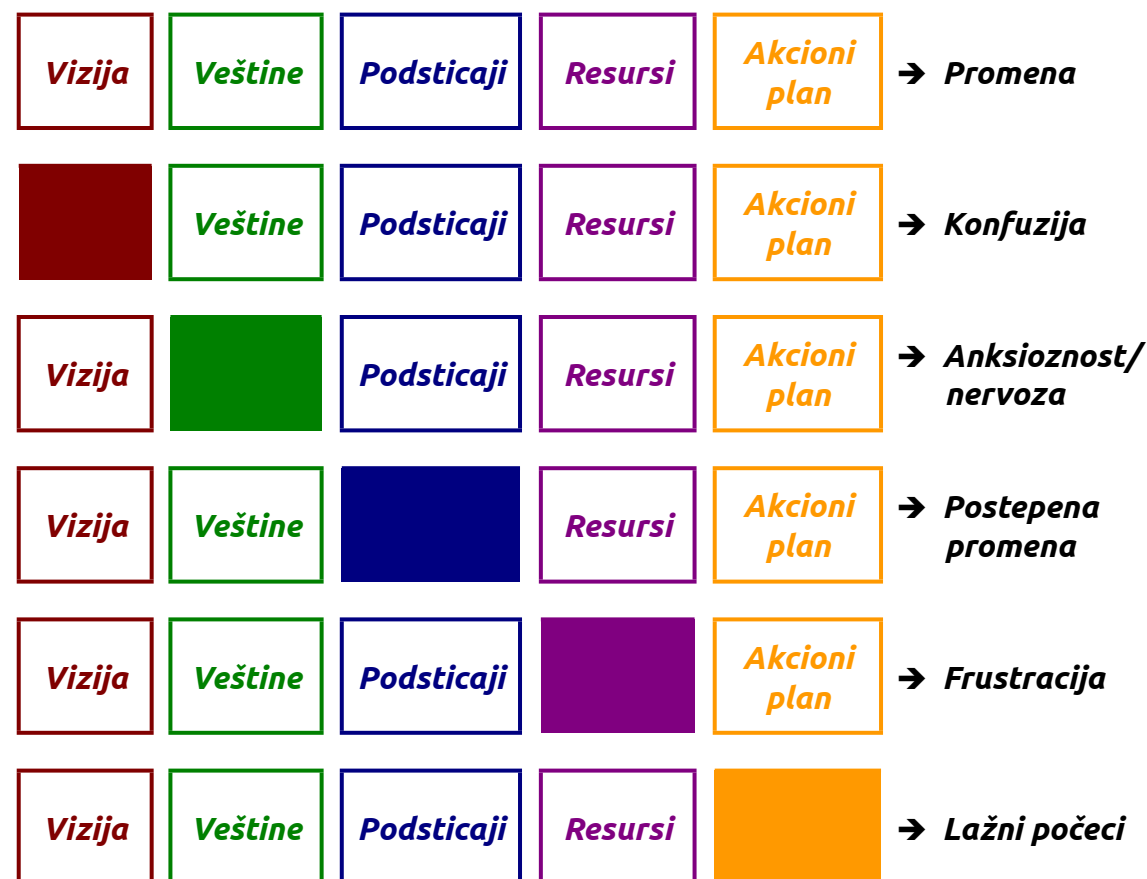 Vizija Veštine Podsticaji Resursi Akcioni plan → Promena
Veštine Podsticaji Resursi Akcioni plan → Konfuzija
Vizija Podsticaji Resursi Akcioni plan → Anksioznost/
nervoza
Vizija Veštine Resursi Akcioni plan → Postepena
promena
Vizija Veštine Podsticaji Akcioni plan → Frustracija
Vizija Veštine Podsticaji Resursi → Lažni počeci